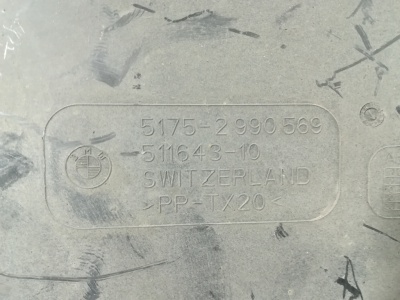 5175-2 990 569
511643-10
SWITZERLAND
>PP-TX20<